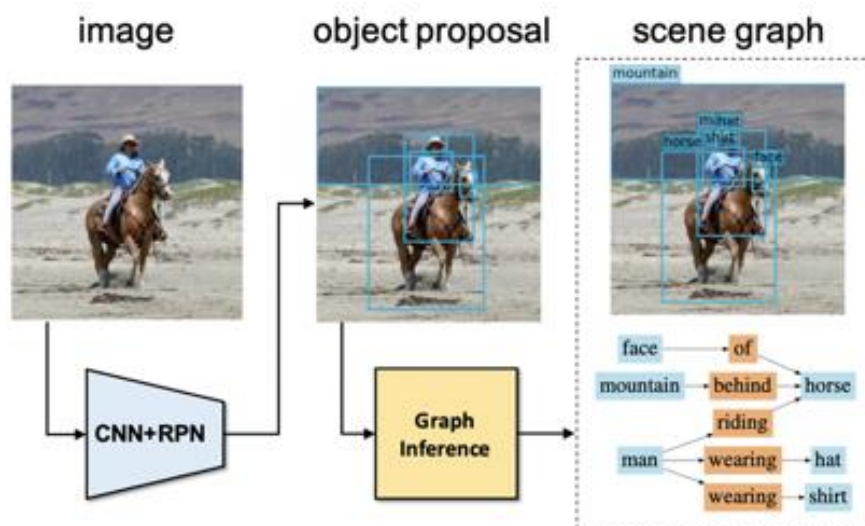 image
object proposal
scene graph
mountain
hat
shirt
horse
face
CNN+RPN
Graph
Inference
face
of
mountain
behind
horse
riding
man
wearing
hat
wearing
shirt